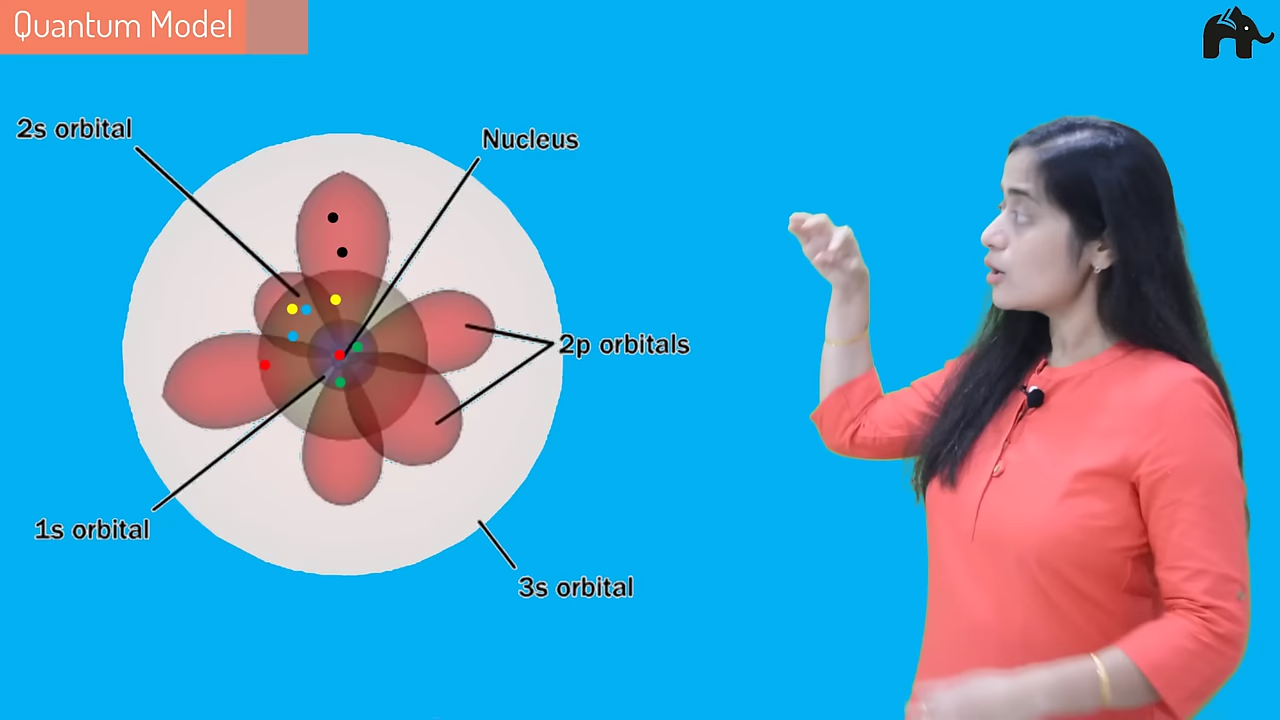 Quantum Model
2s orbital
Nucleus
2p orbitals
1s orbital
3s orbital